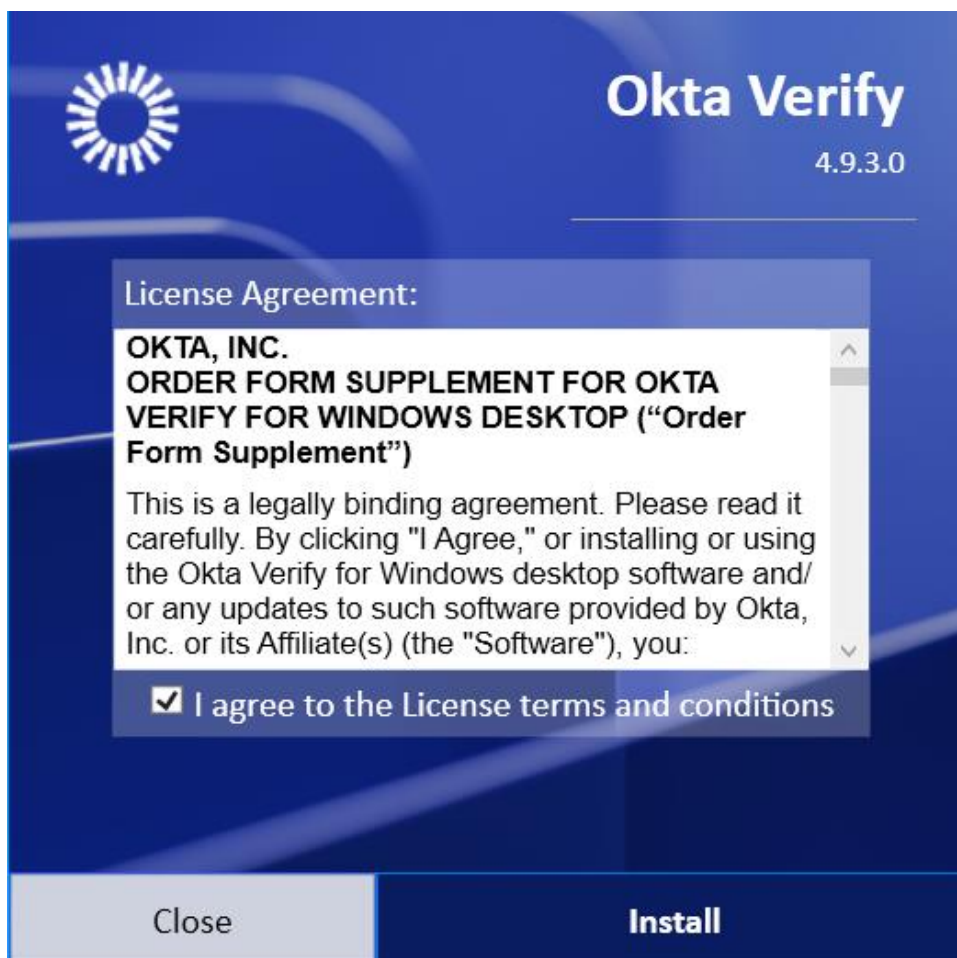 Okta Verify
4.9.3.0
License Agreement:
OKTA, INC.
ORDER FORM SUPPLEMENT FOR OKTA
VERIFY FOR WINDOWS DESKTOP (“Order
Form Supplement”)
This is a legally binding agreement. Please read it
carefully. By clicking "I Agree," or installing or using
the Okta Verify for Windows desktop software and/
or any updates to such software provided by Okta,
Inc. or its Affiliate(s) (the "Software"), you:
I agree to the License terms and conditions
Close
Install